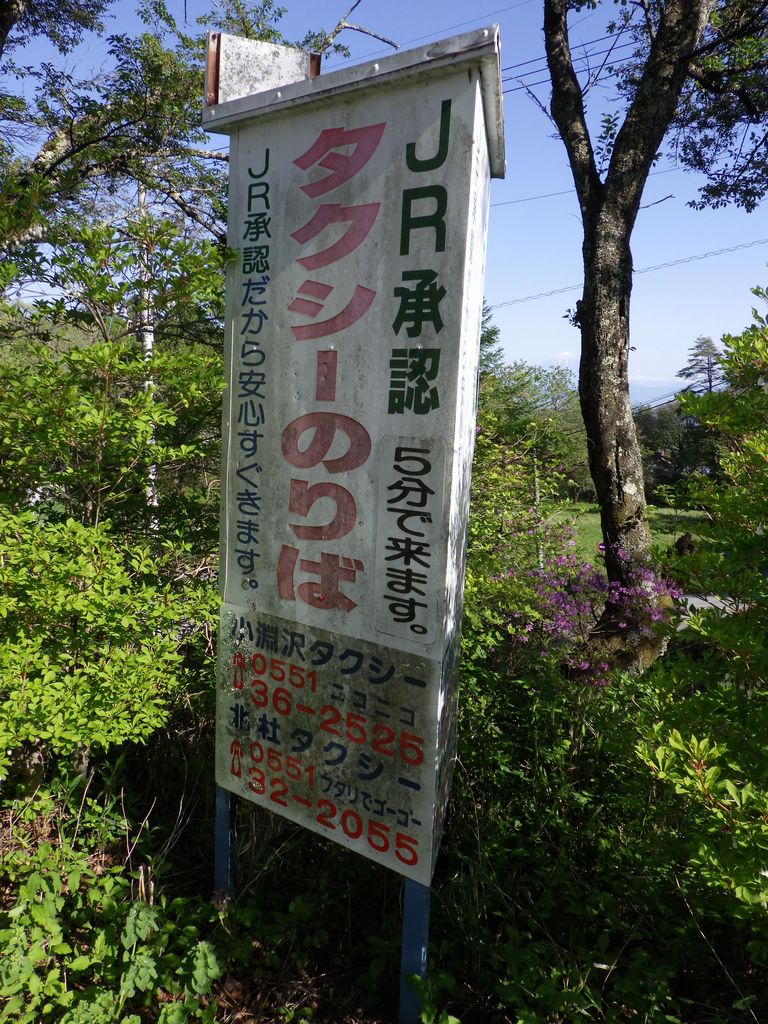 JR承認
5分で来ます。
タクシーのりば
JR承認だから安心すぐきます。
小淵沢タクシー
0551 ニコニコ
36-2525
北杜タクシー
0551 フタリでゴーゴー
32-2055